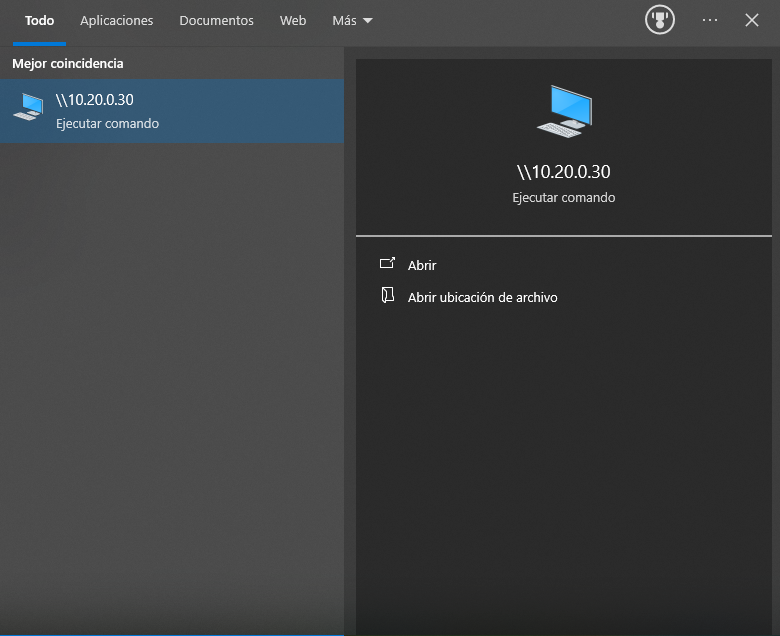 Todo Aplicaciones Documentos Web Más
Mejor coincidencia
\\10.20.0.30
Ejecutar comando
\\10.20.0.30
Ejecutar comando
Abrir
Abrir ubicación de archivo